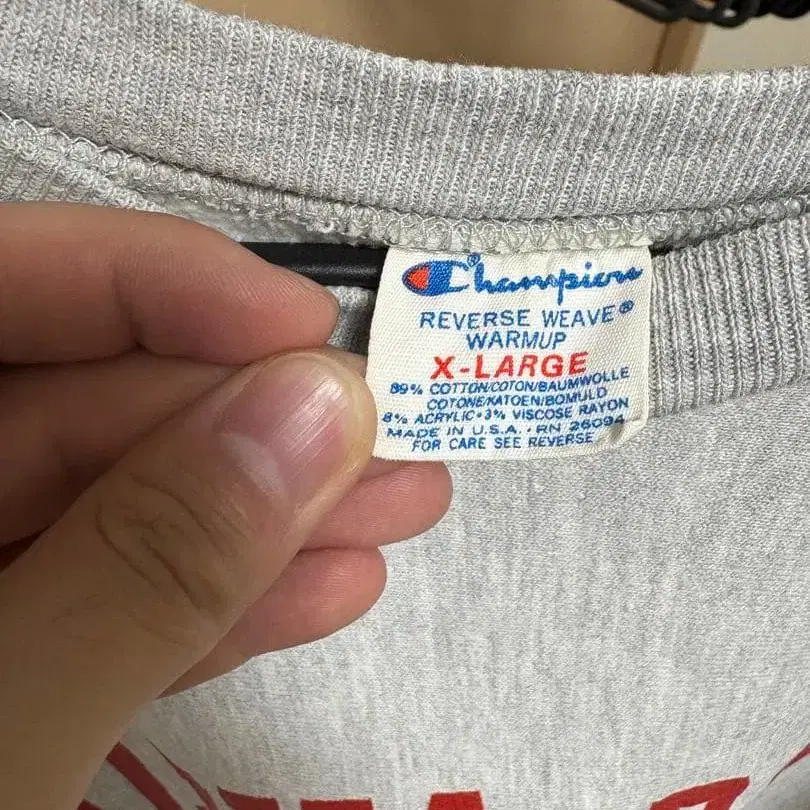 Champion®
REVERSE WEAVE®
WARMUP
X-LARGE
89% COTTON/COTON/BAUMWOLLE
COTONE/KATOEN/BOMULD
8% ACRYLIC•3% VISCOSE RAYON
MADE IN U.S.A. • RN 26094
FOR CARE SEE REVERSE